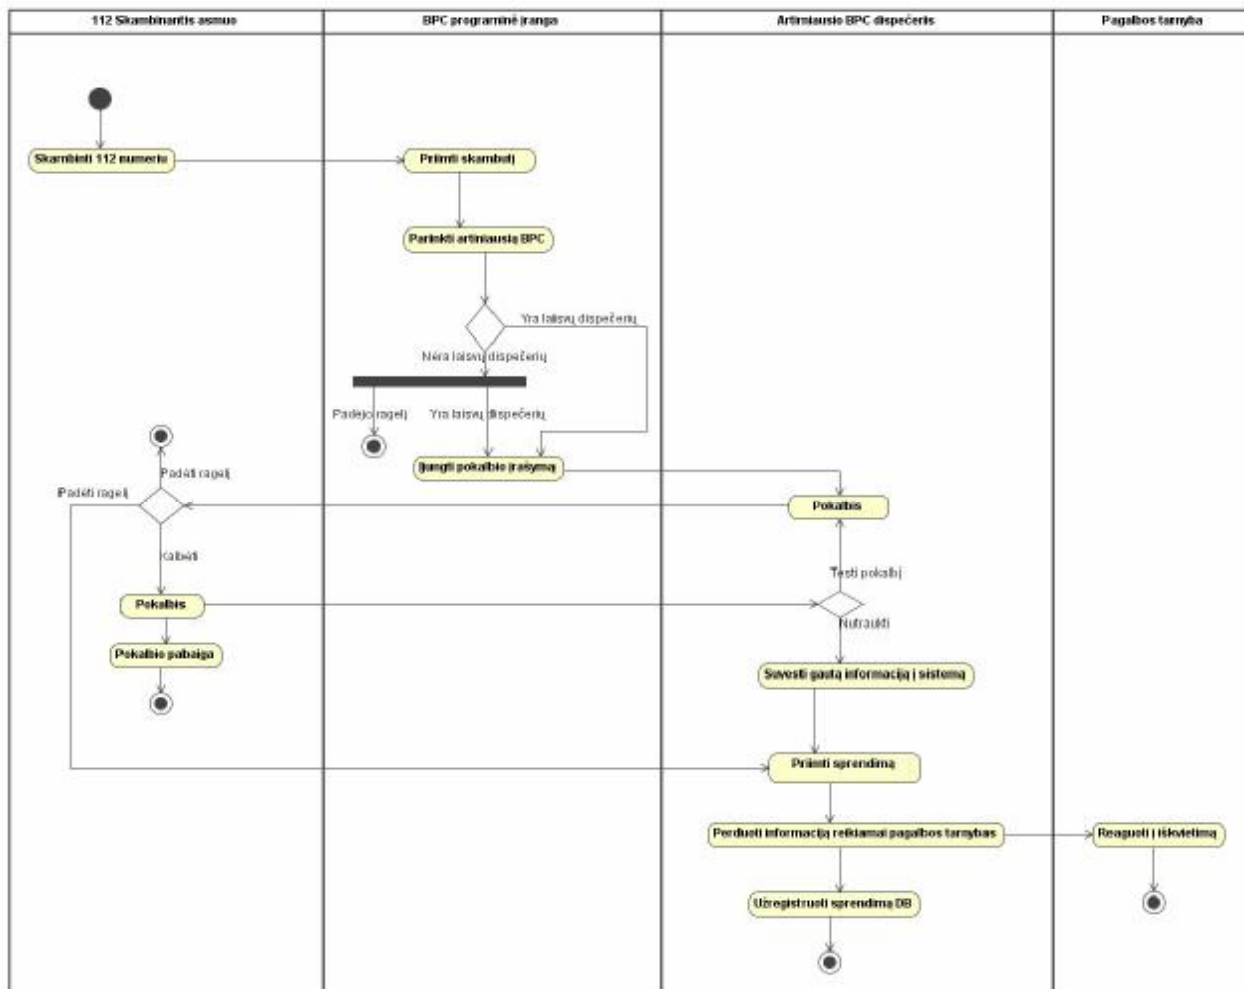 112 Skambinantis asmuo
BPC programinė įranga
Artimiausio BPC dispečeris
Pagalbos tarnyba
Skambinti 112 numeriu
Priimti skambutį
Parinkti artiniausią BPC
Yra laisvų dispečerių
Nėra laisvų dispečerių
Padėjo ragelį
Yra laisvų dispečerių
Įjungti pokalbio įrašymą
Padėti ragelį
Padėti ragelį
Pokalbis
Kalbėti
Testi pokalbį
Pokalbis
Nutraukti
Pokalbio pabaiga
Suvesti gautą informaciją į sistemą
Priimti sprendimą
Perduoti informaciją reikiamai pagalbos tarnybas
Reaguoti į iškvietimą
Užregistruoti sprendimą DB